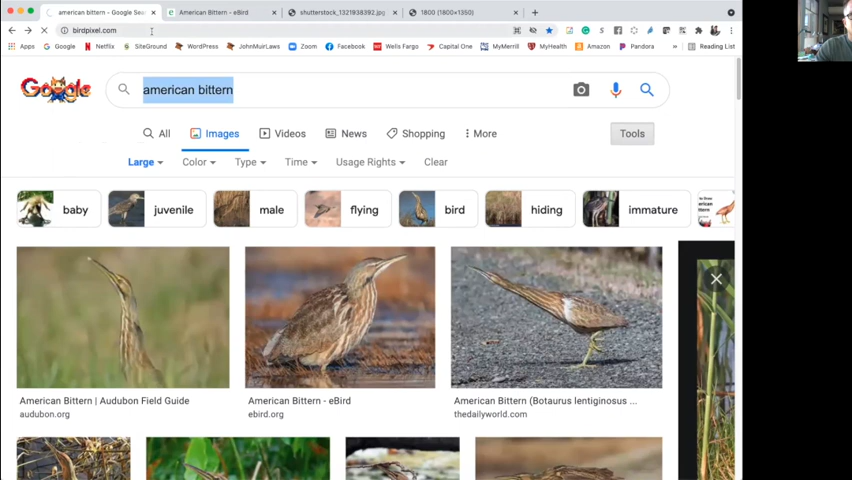 american bittern - Google Sea
American Bittern - eBird
shutterstock_1321938392.jpg
1800 (1800×1350)
birdpixel.com
Apps
Google
Netflix
SiteGround
WordPress
JohnMuirLaws
Zoom
Facebook
Wells Fargo
Capital One
MyMerrill
MyHealth
Amazon
Pandora
Reading List
Google
american bittern
All
Images
Videos
News
Shopping
More
Tools
Large
Color
Type
Time
Usage Rights
Clear
baby
juvenile
male
flying
bird
hiding
immature
American Bittern | Audubon Field Guide
American Bittern - eBird
American Bittern (Botaurus lentiginosus ...
audubon.org
ebird.org
thedailyworld.com